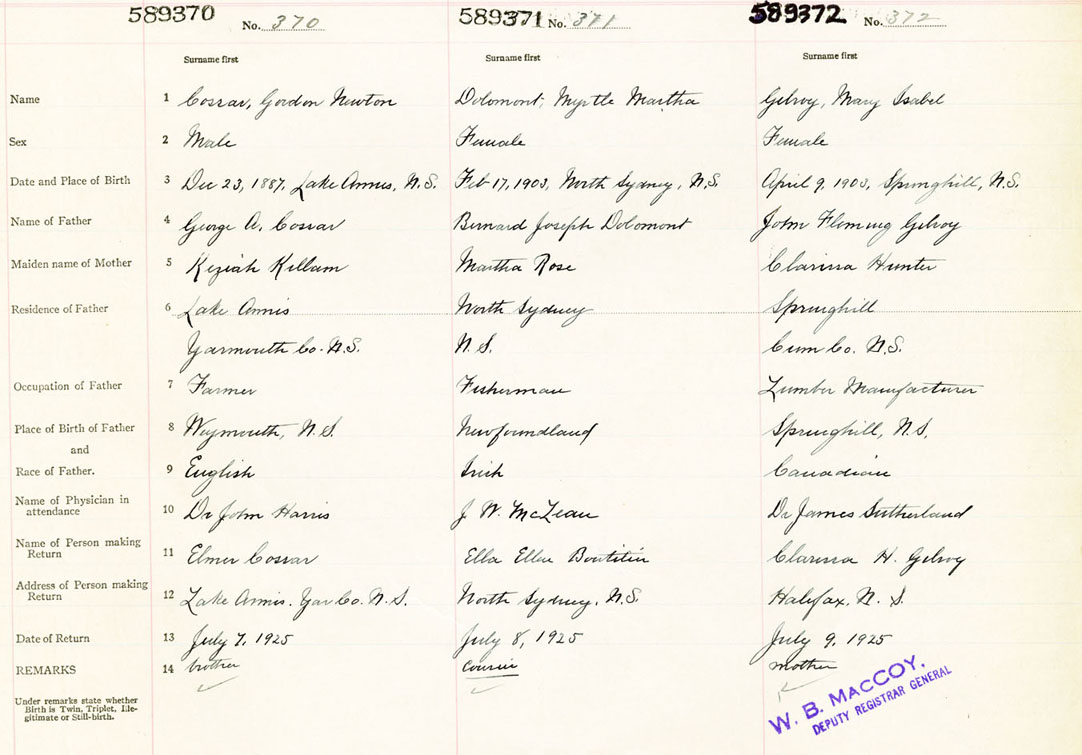 589370 No. 370 589371 No. 371 589372 No. 372
Surname first Surname first Surname first
Name 1 Cossar, Gordon Newton Dolomont, Myrtle Martha Gilroy, Mary Isabel
Sex 2 Male Female Female
Date and Place of Birth 3 Dec 23, 1887, Lake Annis, N.S. Feb 17, 1903, North Sydney, N.S. April 9, 1903, Springhill, N.S.
Name of Father 4 George A. Cossar Bernard Joseph Dolomont John Fleming Gilroy
Maiden name of Mother 5 Keziah Killam Martha Rose Clarissa Hunter
Residence of Father 6 Lake Annis North Sydney Springhill
Yarmouth Co. N.S. N.S. Cum Co. N.S.
Occupation of Father 7 Farmer Fisherman Lumber Manufacturer
Place of Birth of Father 8 Weymouth, N.S. Newfoundland Springhill, N.S.
and
Race of Father. 9 English Irish Canadian
Name of Physician in
attendance 10 Dr John Harris J. W. McLean Dr James Sutherland
Name of Person making
Return 11 Elmer Cossar Ella Ellen Clarissa H. Gilroy
Address of Person making
Return 12 Lake Annis. Yar Co. N.S. North Sydney, N.S. Halifax, N.S.
Date of Return 13 July 7, 1925 July 8, 1925 July 9, 1925
REMARKS 14 brother cousin mother
Under remarks state whether
Birth is Twin, Triplet, Ille-
gitimate or Still-birth.
W. B. MACCOY,
DEPUTY REGISTRAR GENERAL